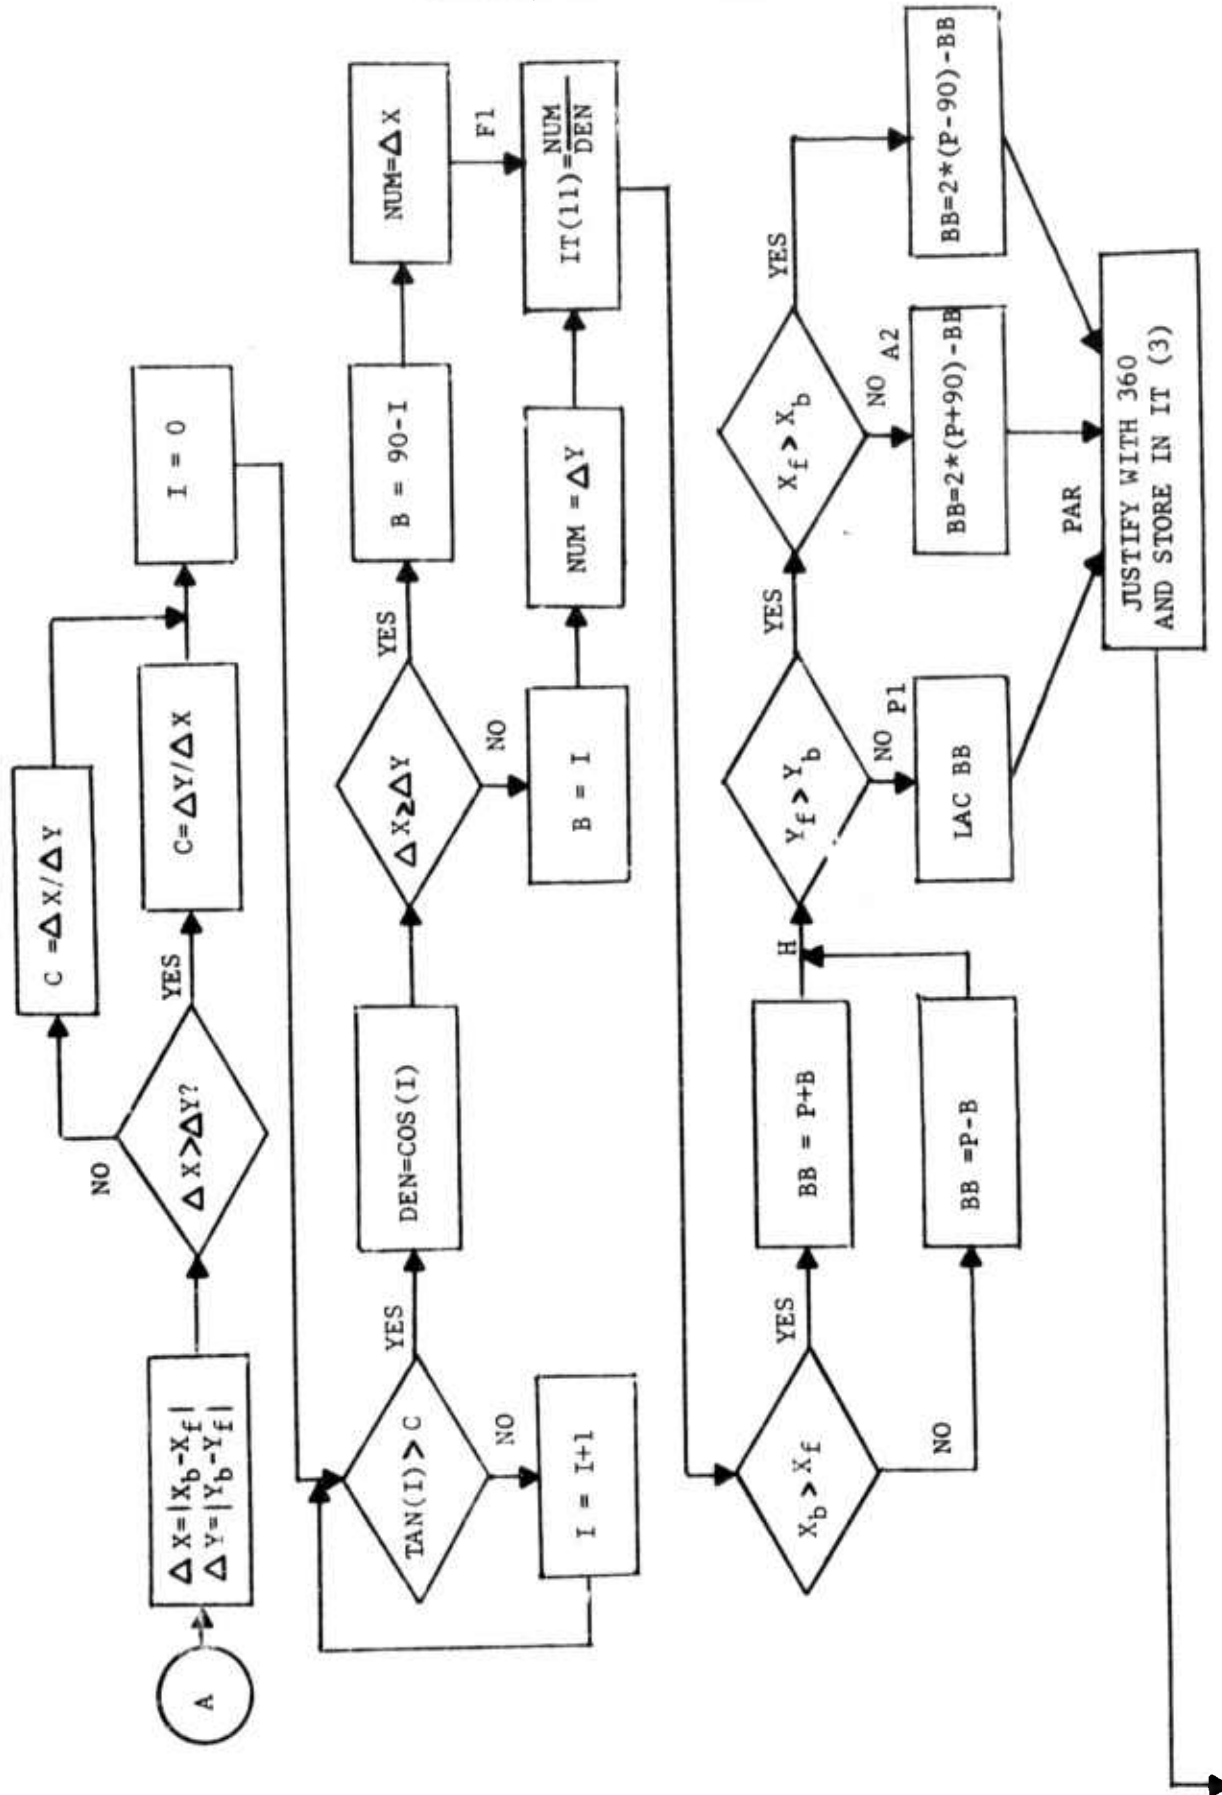 A
ΔX=|X_b-X_f|
ΔY=|Y_b-Y_f|
ΔX>ΔY?
NO
C =ΔX/ΔY
YES
C=ΔY/ΔX
I = 0
TAN(I)> C
NO
I = I+1
YES
DEN=COS(I)
ΔX≥ΔY
YES
B = 90-I
NUM=ΔX
F1
NO
B = I
NUM =ΔY
IT(11)=NUM
DEN
X_b > X_f
YES
BB = P+B
NO
BB =P-B
H
Y_f > Y_b
NO P1
LAC BB
YES
X_f > X_b
NO A2
BB=2*(P+90)-BB
YES
BB=2*(P-90)-BB
PAR
JUSTIFY WITH 360
AND STORE IN IT (3)